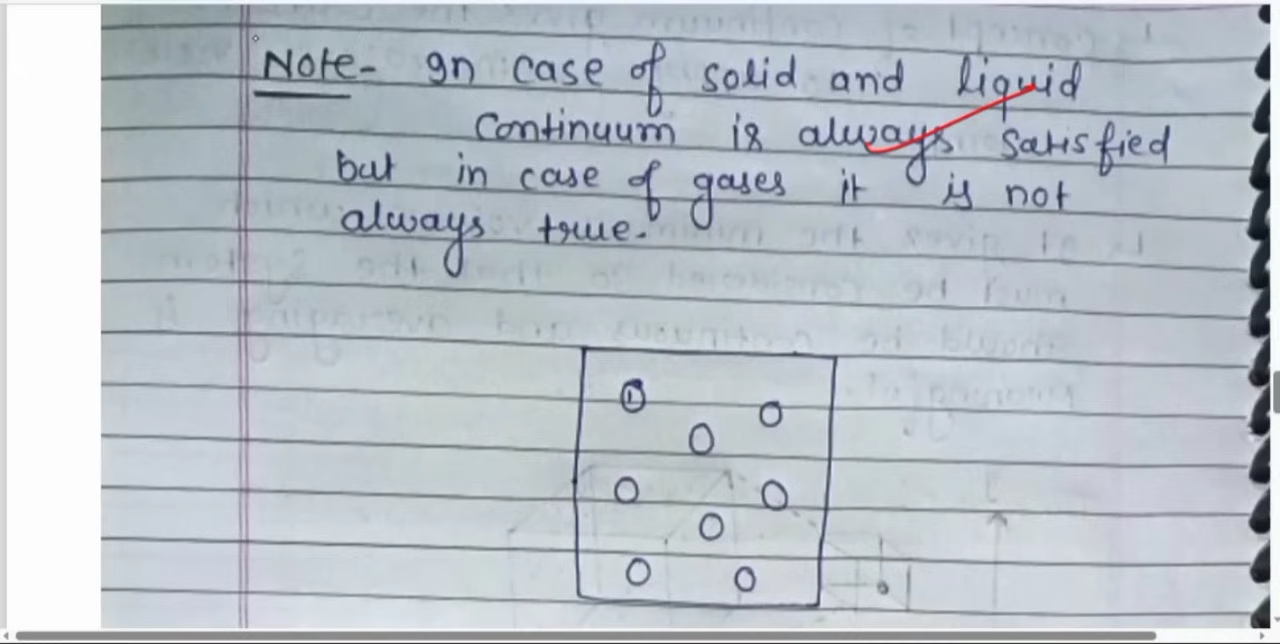 Note- In case of solid and liquid
Continuum is always satisfied
but in case of gases it is not
always true.
1